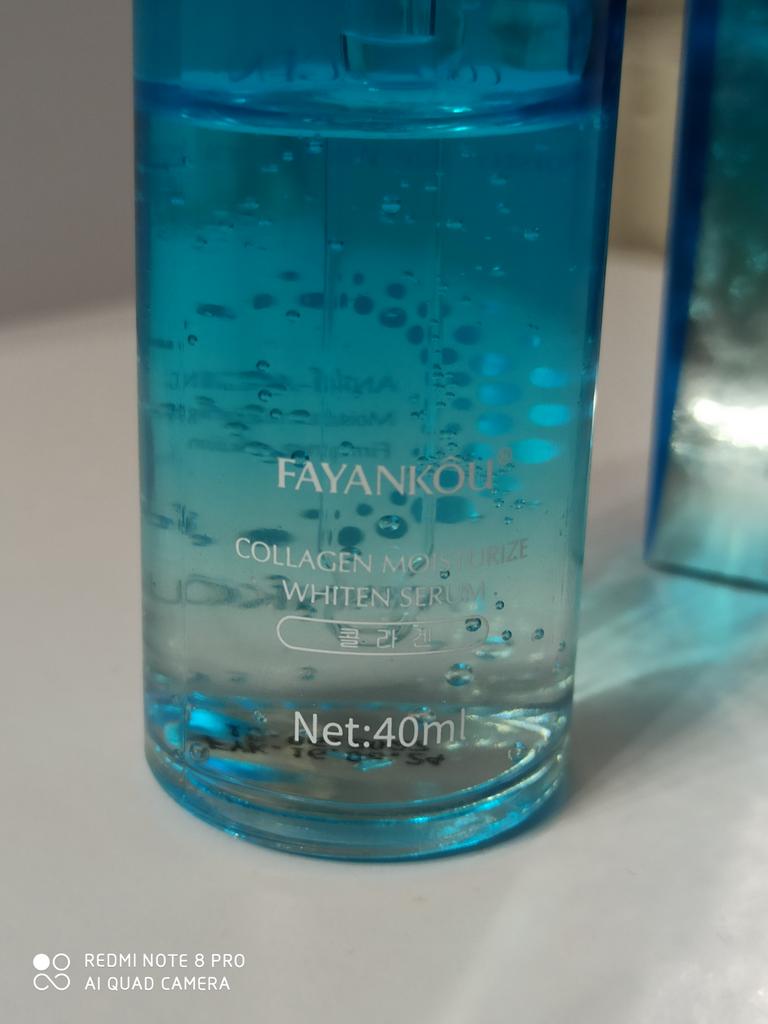 FAYANKOU®
COLLAGEN MOISTURIZE
WHITEN SERUM
콜라겐
Net:40ml
REDMI NOTE 8 PRO
AI QUAD CAMERA